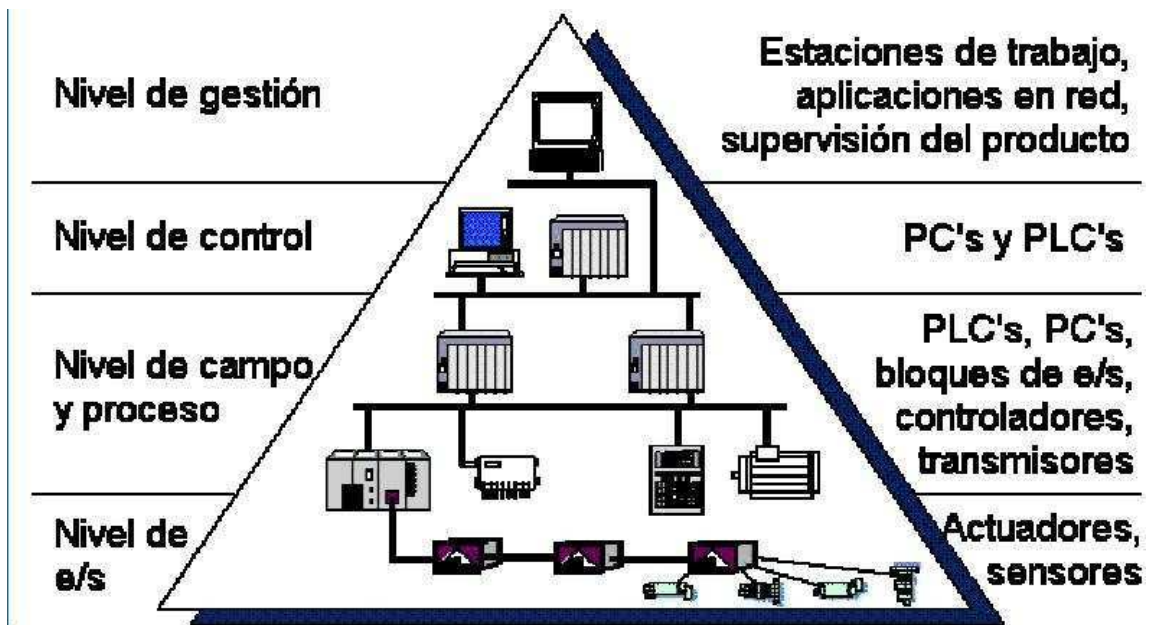 Nivel de gestión
Estaciones de trabajo,
aplicaciones en red,
supervisión del producto
Nivel de control
PC's y PLC's
Nivel de campo
y proceso
PLC's, PC's,
bloques de e/s,
controladores,
transmisores
Nivel de
e/s
Actuadores,
sensores